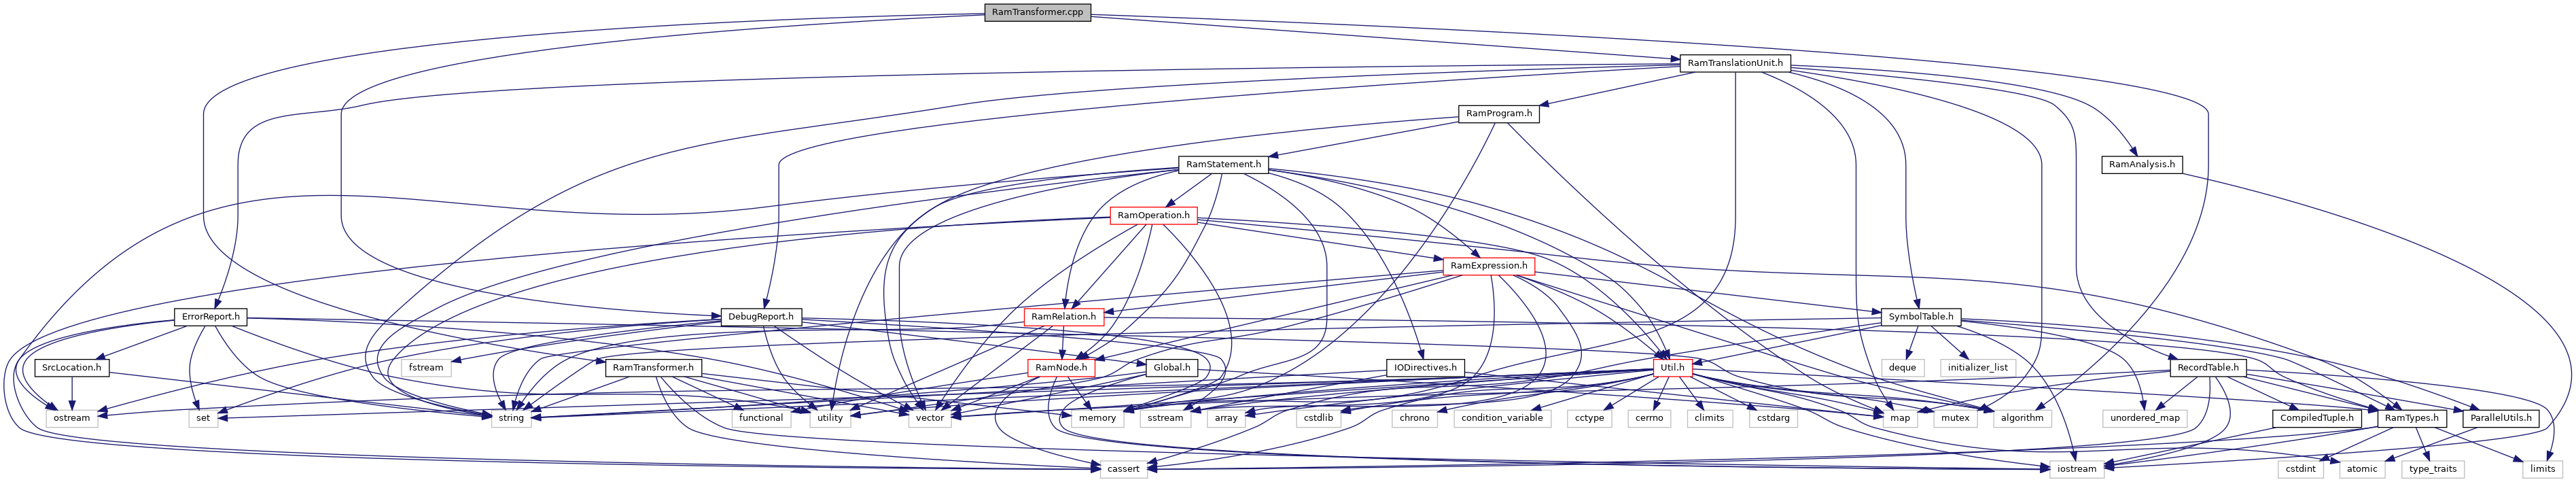 RamTransformer.cpp
RamTranslationUnit.h
RamProgram.h
RamStatement.h
RamAnalysis.h
RamOperation.h
RamExpression.h
ErrorReport.h
DebugReport.h
RamRelation.h
SymbolTable.h
SrcLocation.h
fstream
RamTransformer.h
RamNode.h
Global.h
IODirectives.h
Util.h
deque
initializer_list
RecordTable.h
ostream
set
string
functional
utility
vector
memory
sstream
array
cstdlib
chrono
condition_variable
cctype
cerrno
climits
cstdarg
map
mutex
algorithm
unordered_map
CompiledTuple.h
RamTypes.h
ParallelUtils.h
cassert
iostream
cstdint
atomic
type_traits
limits